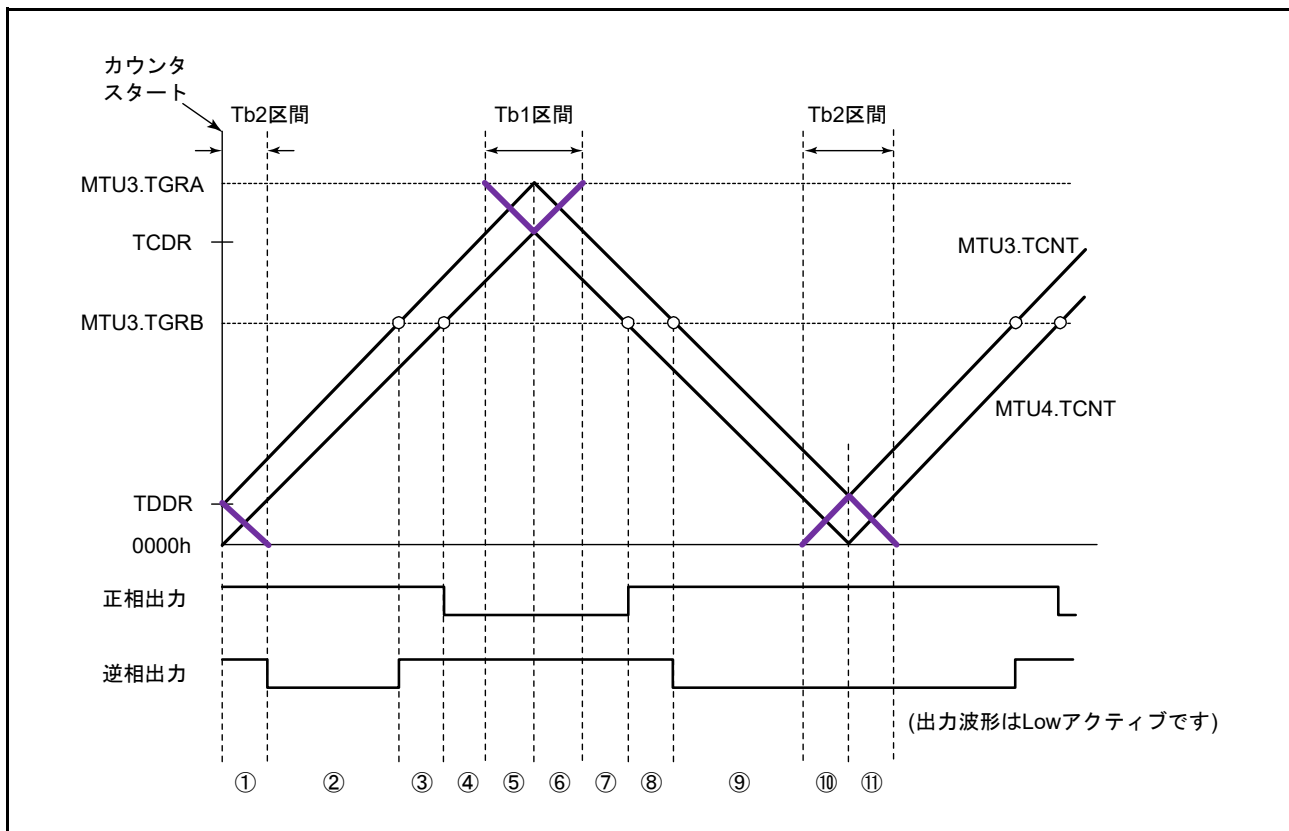 カウンタ
スタート
Tb2区間
Tb1区間
Tb2区間
MTU3.TGRA
TCDR
MTU3.TCNT
MTU3.TGRB
MTU4.TCNT
TDDR
0000h
正相出力
逆相出力
(出力波形はLowアクティブです)
① ② ③ ④ ⑤ ⑥ ⑦ ⑧ ⑨ ⑩ ⑪